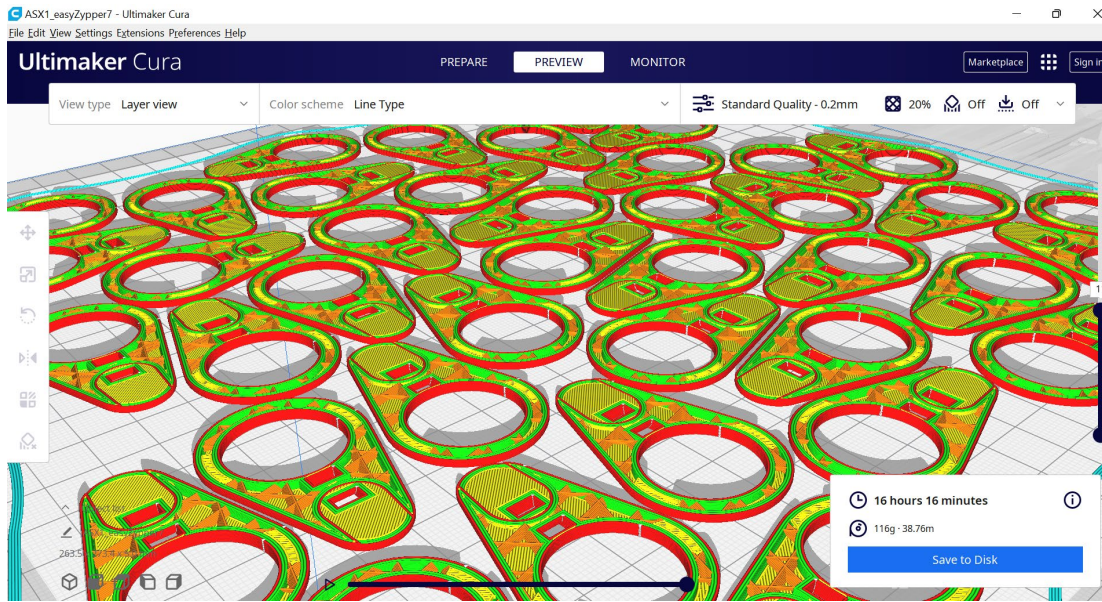 ASX1_easyZypper7 - Ultimaker Cura
File Edit View Settings Extensions Preferences Help
Ultimaker Cura PREPARE PREVIEW MONITOR Marketplace Sign in
View type Layer view Color scheme Line Type Standard Quality - 0.2mm 20% Off Off
16 hours 16 minutes
116g · 38.76m
Save to Disk